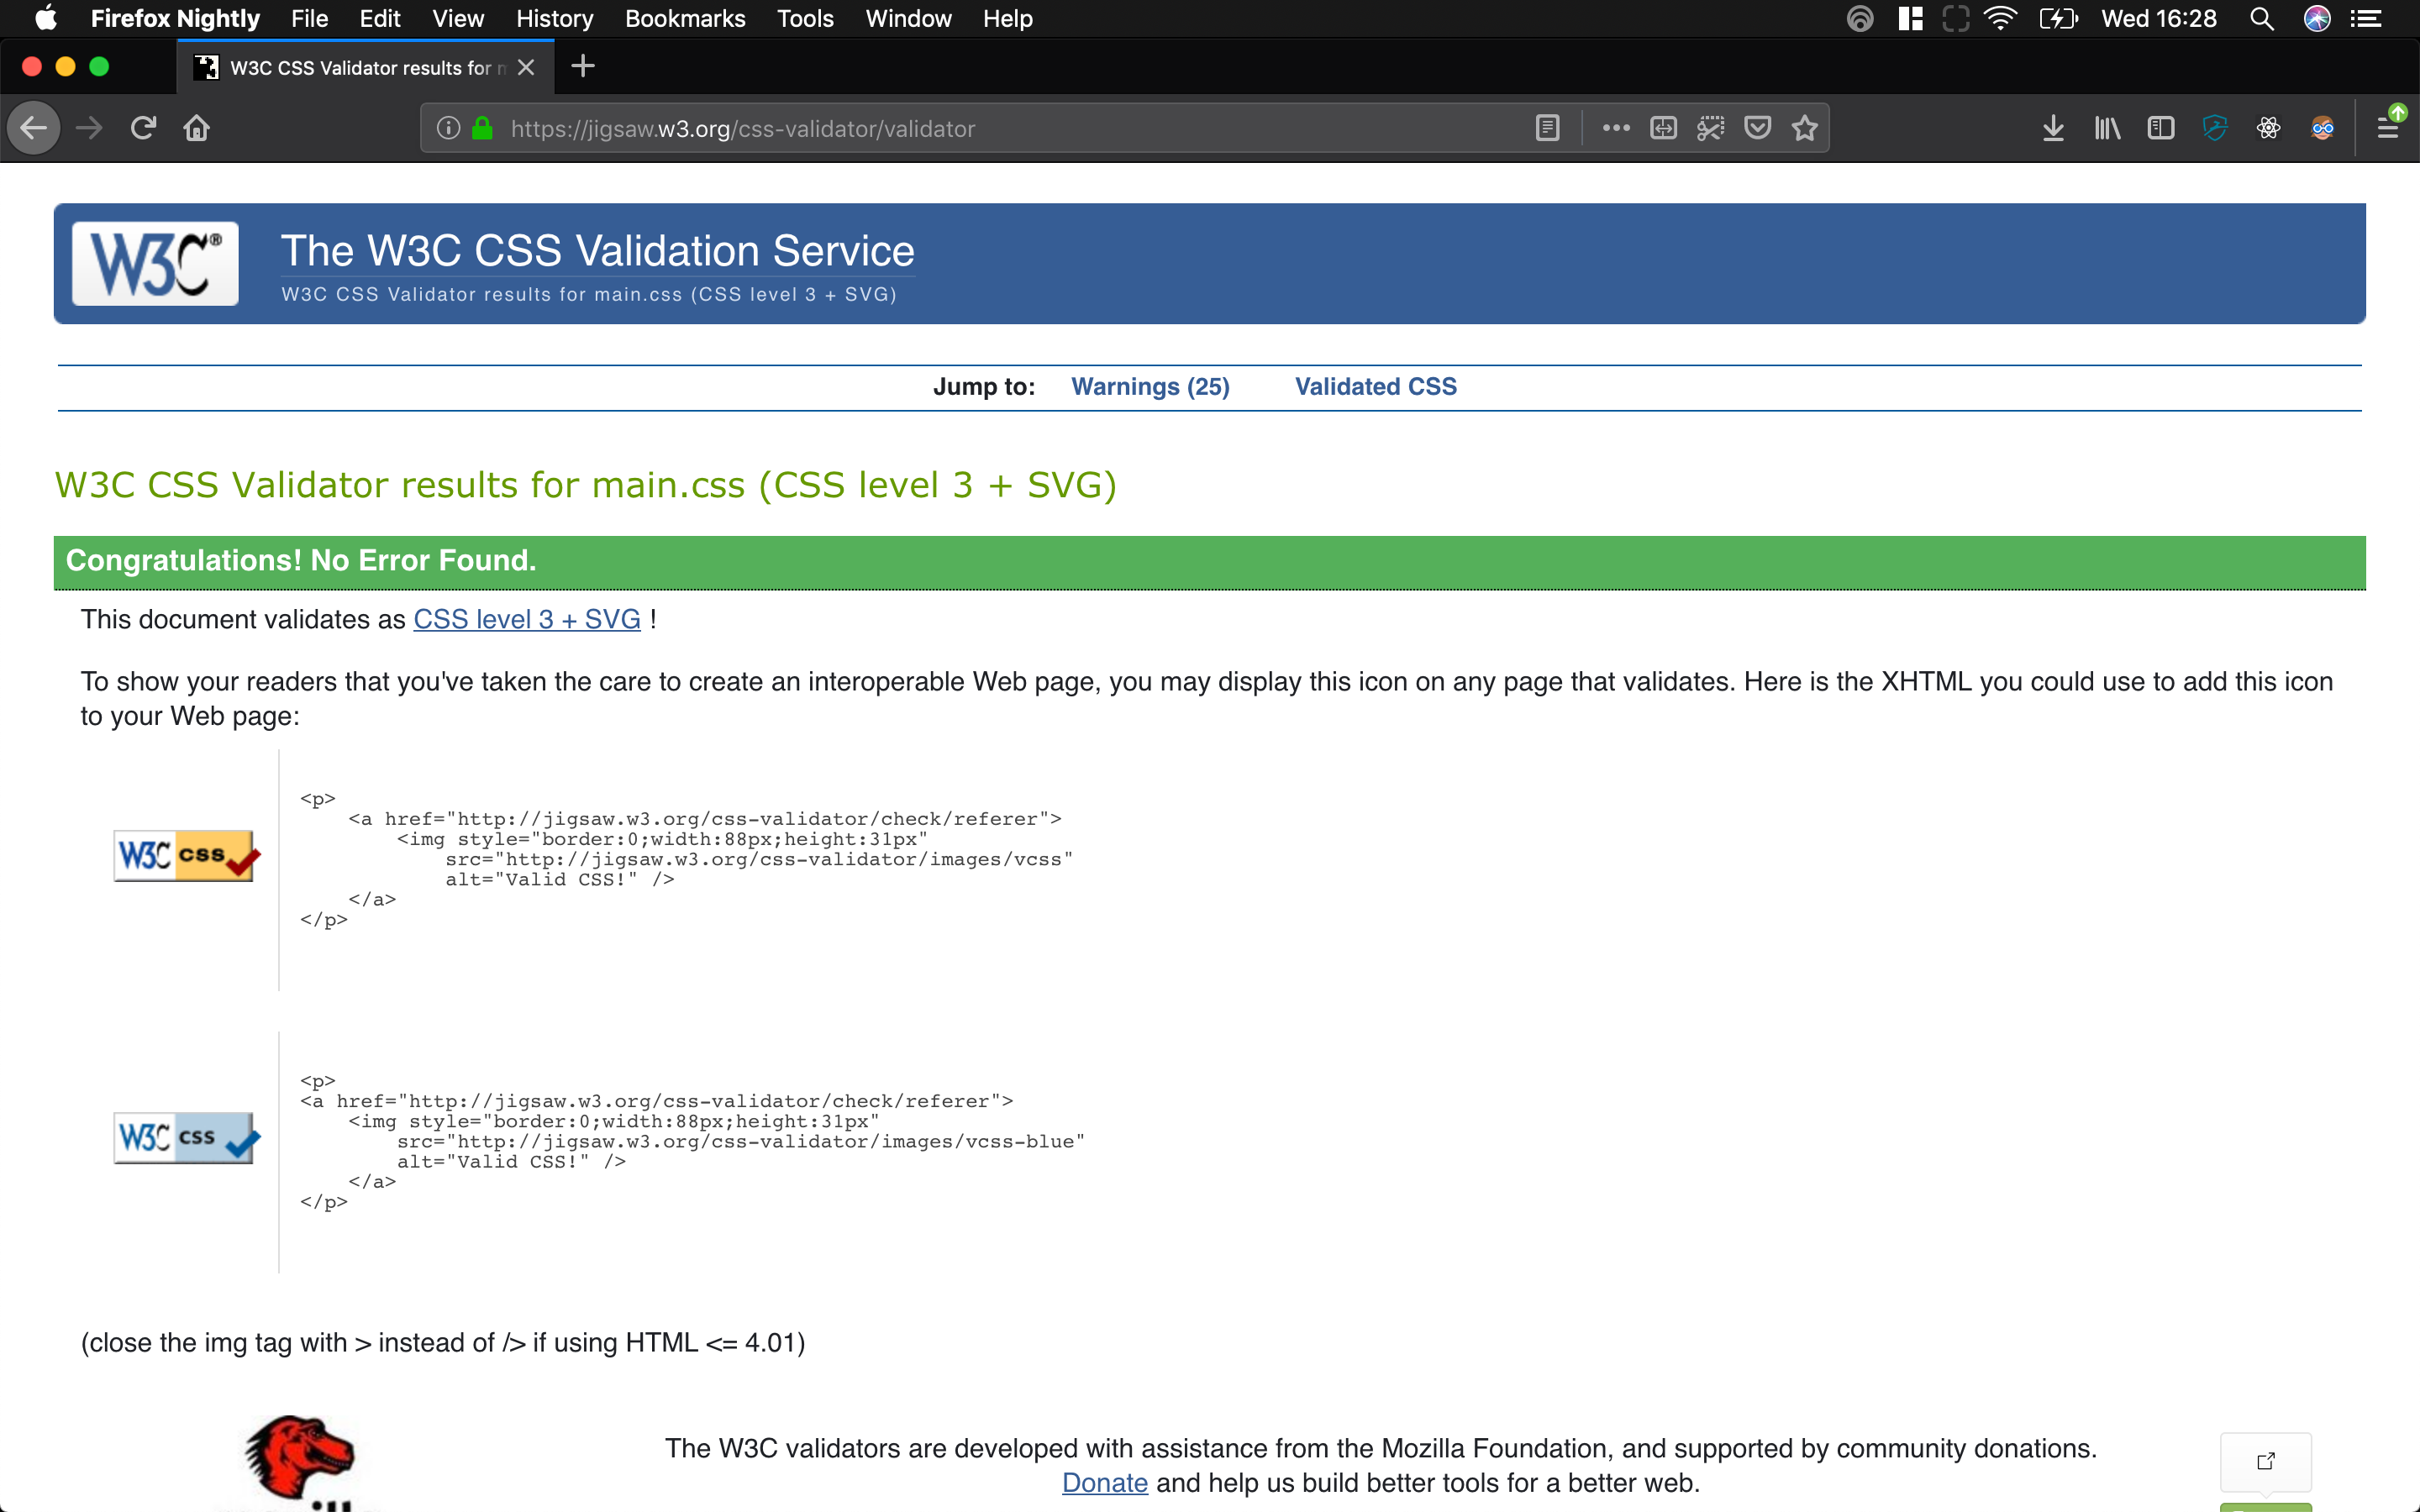 Firefox Nightly File Edit View History Bookmarks Tools Window Help Wed 16:28
W3C CSS Validator results for
https://jigsaw.w3.org/css-validator/validator
W3C®
The W3C CSS Validation Service
W3C CSS Validator results for main.css (CSS level 3 + SVG)
Jump to: Warnings (25) Validated CSS
W3C CSS Validator results for main.css (CSS level 3 + SVG)
Congratulations! No Error Found.
This document validates as CSS level 3 + SVG !
To show your readers that you've taken the care to create an interoperable Web page, you may display this icon on any page that validates. Here is the XHTML you could use to add this icon
to your Web page:
W3C css
<p>
<a href="http://jigsaw.w3.org/css-validator/check/referer">
<img style="border:0;width:88px;height:31px"
src="http://jigsaw.w3.org/css-validator/images/vcss"
alt="Valid CSS!" />
</a>
</p>
W3C css
<p>
<a href="http://jigsaw.w3.org/css-validator/check/referer">
<img style="border:0;width:88px;height:31px"
src="http://jigsaw.w3.org/css-validator/images/vcss-blue"
alt="Valid CSS!" />
</a>
</p>
(close the img tag with > instead of /> if using HTML <= 4.01)
The W3C validators are developed with assistance from the Mozilla Foundation, and supported by community donations.
Donate and help us build better tools for a better web.